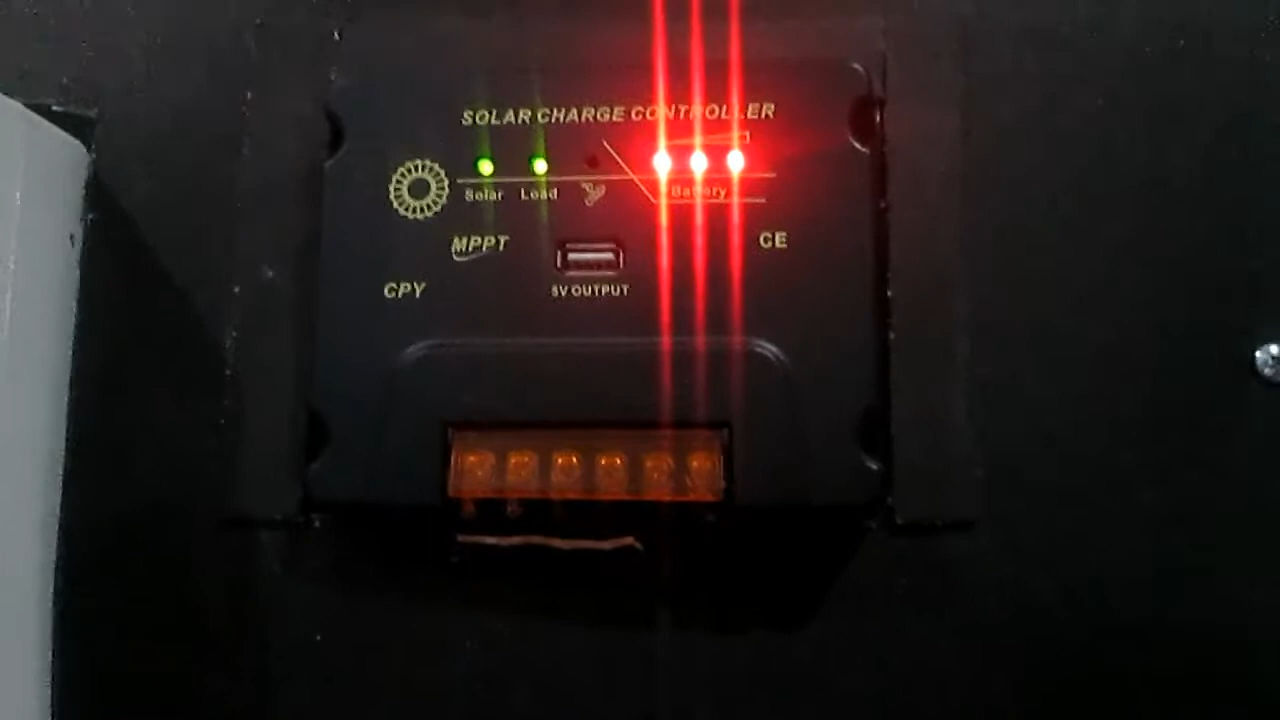 SOLAR CHARGE CONTROLLER
Solar Load Battery
MPPT
CE
CPY
5V OUTPUT